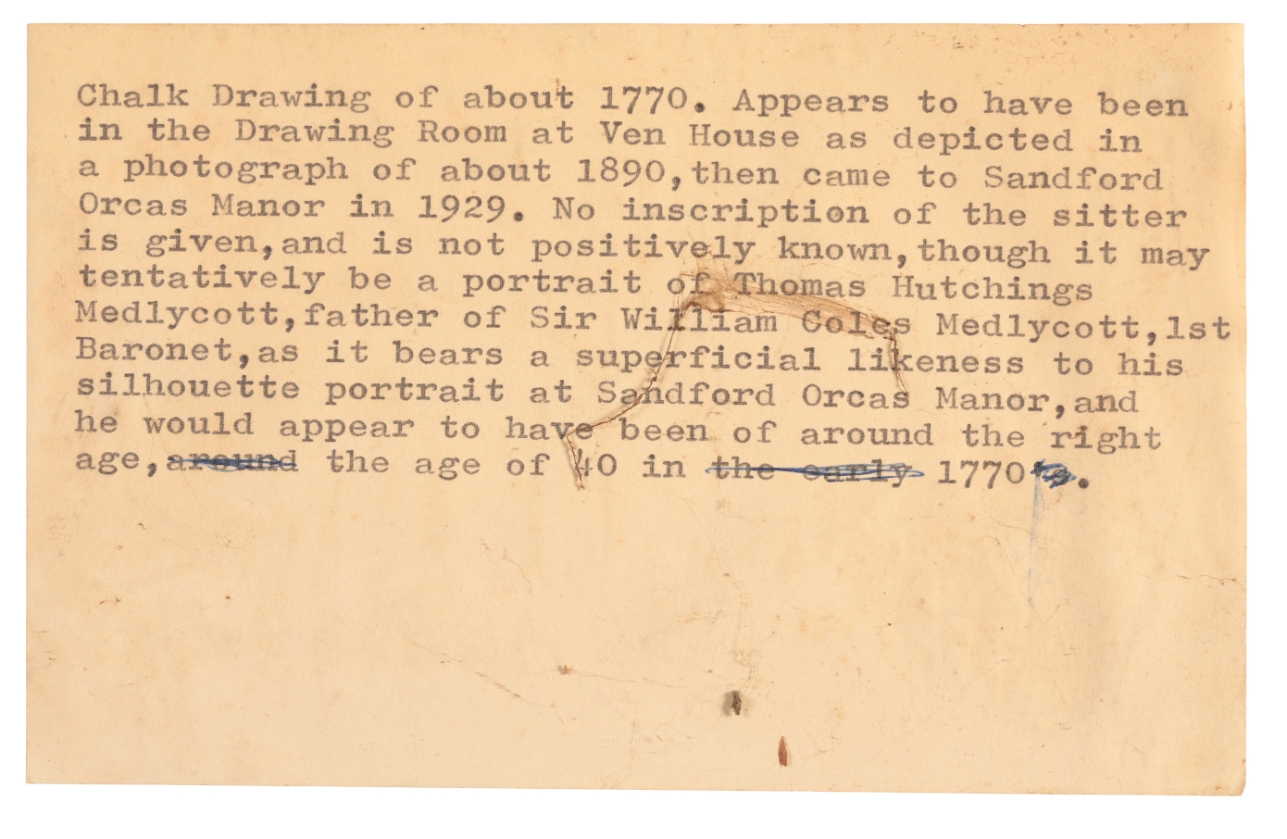 Chalk Drawing of about 1770. Appears to have been
in the Drawing Room at Ven House as depicted in
a photograph of about 1890,then came to Sandford
Orcas Manor in 1929. No inscription of the sitter
is given,and is not positively known,though it may
tentatively be a portrait of Thomas Hutchings
Medlycott,father of Sir William Coles Medlycott,1st
Baronet,as it bears a superficial likeness to his
silhouette portrait at Sandford Orcas Manor,and
he would appear to have been of around the right
age,around the age of 40 in the early 1770's.